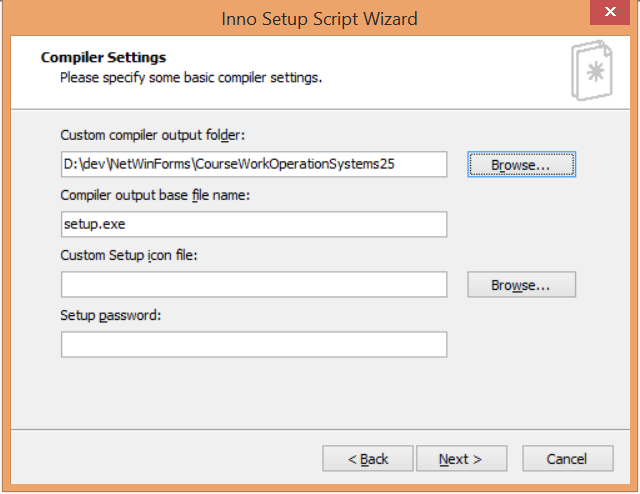 Inno Setup Script Wizard
Compiler Settings
Please specify some basic compiler settings.
Custom compiler output folder:
D:\dev\NetWinForms\CourseWorkOperationSystems25
Browse...
Compiler output base file name:
setup.exe
Custom Setup icon file:
Browse...
Setup password:
< Back
Next >
Cancel